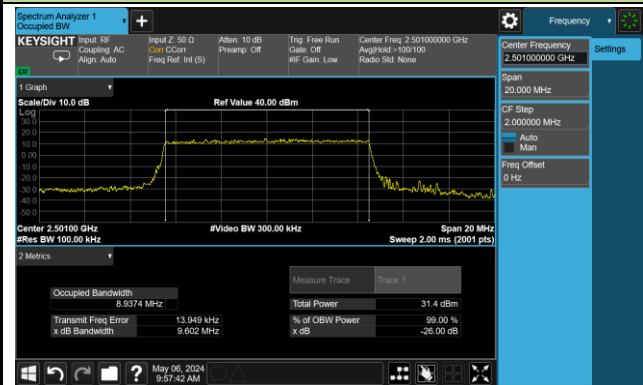 Spectrum Analyzer 1
Occupied BW
Frequency
KEYSIGHT
Input: RF
Coupling: AC
Align: Auto
Input Z: 50 Ω
Corr CCorr
Freq Ref: Int (S)
Atten: 10 dB
Preamp: Off
Trig: Free Run
Gate: Off
#IF Gain: Low
Center Freq: 2.501000000 GHz
Avg|Hold:>100/100
Radio Std: None
Center Frequency
2.501000000 GHz
Settings
Span
20.000 MHz
CF Step
2.000000 MHz
Auto
Man
Freq Offset
0 Hz
1 Graph
Scale/Div 10.0 dB
Ref Value 40.00 dBm
Log
30.0
20.0
10.0
0.00
-10.0
-20.0
-30.0
-40.0
-50.0
Center 2.50100 GHz
#Video BW 300.00 kHz
Span 20 MHz
#Res BW 100.00 kHz
Sweep 2.00 ms (2001 pts)
2 Metrics
Measure Trace
Trace 1
Occupied Bandwidth
8.9374 MHz
Total Power
31.4 dBm
Transmit Freq Error
13.949 kHz
% of OBW Power
99.00 %
x dB Bandwidth
9.602 MHz
x dB
-26.00 dB
May 06, 2024
9:57:42 AM